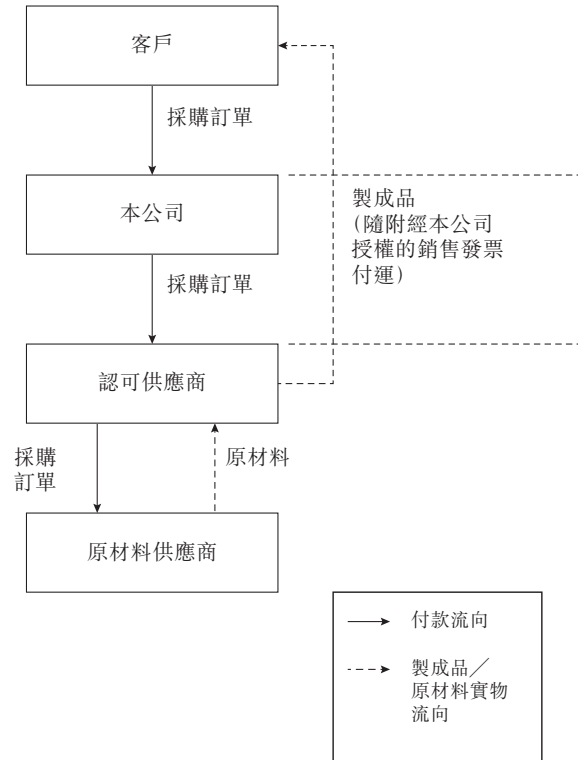 客戶
採購訂單
本公司
製成品
(隨附經本公司
授權的銷售發票
付運)
採購訂單
認可供應商
採購
訂單
原材料
原材料供應商
付款流向
製成品／
原材料實物
流向